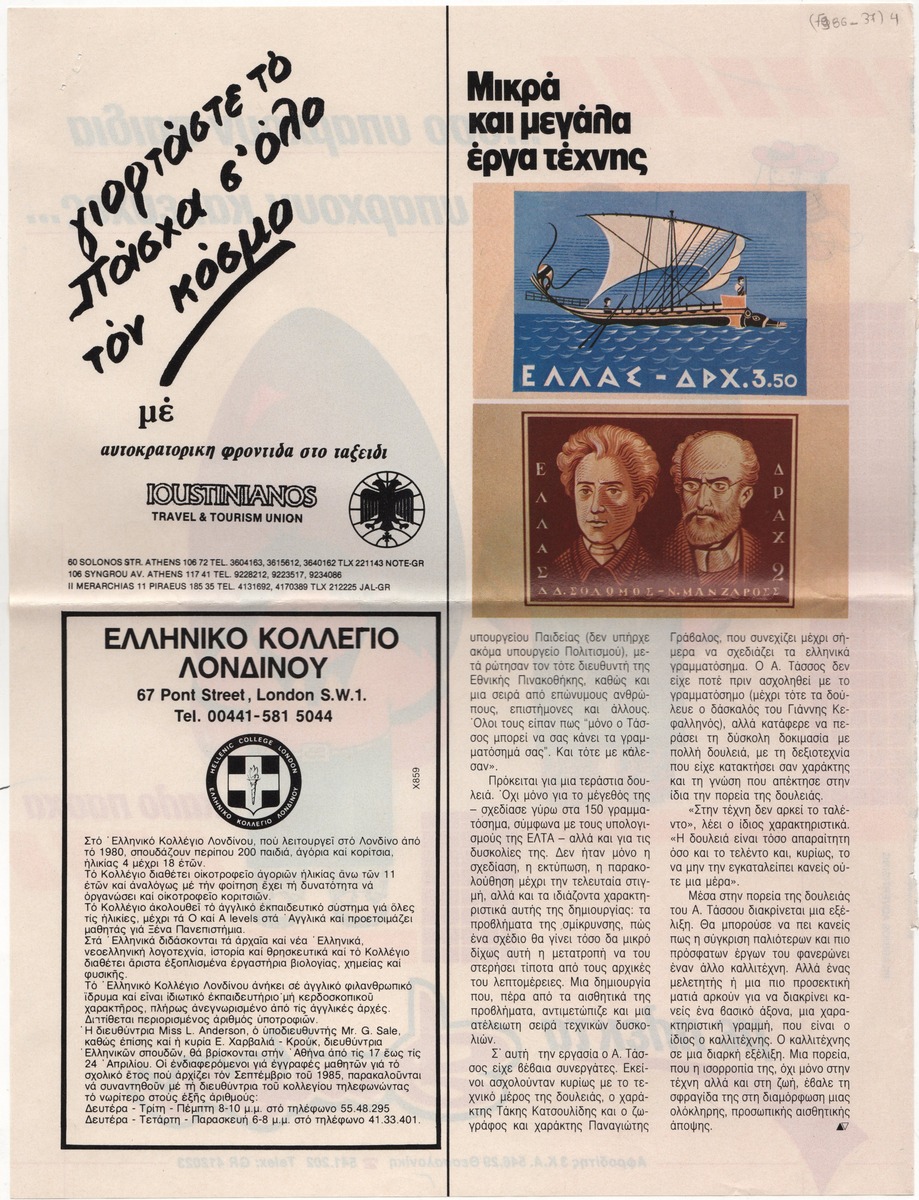 γιορτάστε τό
Πάσχα σ' όλο
τόν κόσμο
μέ
αυτοκρατορικη φροντιδα στο ταξειδι
IOUSTINIANOS
TRAVEL & TOURISM UNION
60 SOLONOS STR. ATHENS 106 72 TEL. 3604163, 3615612, 3640162 TLX 221143 NOTE-GR
106 SYNGROU AV. ATHENS 117 41 TEL. 9228212, 9223517, 9234086
II MERARCHIAS 11 PIRAEUS 185 35 TEL. 4131692, 4170389 TLX 212225 JAL-GR
ΕΛΛΗΝΙΚΟ ΚΟΛΛΕΓΙΟ
ΛΟΝΔΙΝΟΥ
67 Pont Street, London S.W.1.
Tel. 00441-581 5044
HELLENIC COLLEGE LONDON
ΕΛΛΗΝΙΚΟ ΚΟΛΛΕΓΙΟ ΛΟΝΔΙΝΟΥ
X859
Στό Ἑλληνικό Κολλέγιο Λονδίνου, πού λειτουργεῖ στό Λονδίνο ἀπό
τό 1980, σπουδάζουν περίπου 200 παιδιά, ἀγόρια καί κορίτσια,
ἡλικίας 4 μέχρι 18 ἐτῶν.
Τό Κολλέγιο διαθέτει οἰκοτροφεῖο ἀγοριῶν ἡλικίας ἄνω τῶν 11
ἐτῶν καί ἀναλόγως μέ τήν φοίτηση ἔχει τή δυνατότητα νά
ὀργανώσει καί οἰκοτροφεῖο κοριτσιῶν.
Τό Κολλέγιο ἀκολουθεῖ τό ἀγγλικό ἐκπαιδευτικό σύστημα γιά ὅλες
τίς ἡλικίες, μέχρι τά Ο καί Α levels στά Ἀγγλικά καί προετοιμάζει
μαθητάς γιά Ξένα Πανεπιστήμια.
Στά Ἑλληνικά διδάσκονται τά ἀρχαῖα καί νέα Ἑλληνικά,
νεοελληνική λογοτεχνία, ἱστορία καί θρησκευτικά καί τό Κολλέγιο
διαθέτει ἄριστα ἐξοπλισμένα ἐργαστήρια βιολογίας, χημείας καί
φυσικῆς.
Τό Ἑλληνικό Κολλέγιο Λονδίνου ἀνήκει σέ ἀγγλικό φιλανθρωπικό
ἵδρυμα καί εἶναι ἰδιωτικό ἐκπαιδευτήριο μή κερδοσκοπικοῦ
χαρακτῆρος, πλήρως ἀνεγνωρισμένο ἀπό τίς ἀγγλικές ἀρχές.
Διατίθεται περιορισμένος ἀριθμός ὑποτροφιῶν.
Ἡ διευθύντρια Miss L. Anderson, ὁ ὑποδιευθυντής Mr. G. Sale,
καθώς ἐπίσης καί ἡ κυρία Ε. Χαρβαλιά - Κρούκ, διευθύντρια
Ἑλληνικῶν σπουδῶν, θά βρίσκονται στήν Ἀθήνα ἀπό τίς 17 ἕως τίς
24 Ἀπριλίου. Οἱ ἐνδιαφερόμενοι γιά ἐγγραφές μαθητῶν γιά τό
σχολικό ἔτος πού ἀρχίζει τόν Σεπτέμβριο τοῦ 1985, παρακαλοῦνται
νά συναντηθοῦν μέ τή διευθύντρια τοῦ κολλεγίου τηλεφωνώντας
τό νωρίτερο στούς ἑξῆς ἀριθμούς:
Δευτέρα - Τρίτη - Πέμπτη 8-10 μ.μ. στό τηλέφωνο 55.48.295
Δευτέρα - Τετάρτη - Παρασκευή 6-8 μ.μ. στό τηλέφωνο 41.33.401.
Μικρά
και μεγάλα
έργα τέχνης
ΕΛΛΑΣ - ΔΡΧ. 3.50
ΕΛΛΑΣ
ΔΡΑΧ 2
ΔΔ. ΣΟΛΩΜΟΣ - Ν. ΜΑΝΤΖΑΡΟΣ
υπουργείου Παιδείας (δεν υπήρχε
ακόμα υπουργείο Πολιτισμού), με-
τά ρώτησαν τον τότε διευθυντή της
Εθνικής Πινακοθήκης, καθώς και
μια σειρά από επώνυμους ανθρώ-
πους, επιστήμονες και άλλους.
Όλοι τους είπαν πως "μόνο ο Τάσ-
σος μπορεί να σας κάνει τα γραμ-
ματόσημά σας". Και τότε με κάλε-
σαν».
Πρόκειται για μια τεράστια δου-
λειά. Όχι μόνο για το μέγεθός της
– σχεδίασε γύρω στα 150 γραμμα-
τόσημα, σύμφωνα με τους υπολογι-
σμούς της ΕΛΤΑ – αλλά και για τις
δυσκολίες της. Δεν ήταν μόνο η
σχεδίαση, η εκτύπωση, η παρακο-
λούθηση μέχρι την τελευταία στιγ-
μή, αλλά και τα ιδιάζοντα χαρακτη-
ριστικά αυτής της δημιουργίας: τα
προβλήματα της σμίκρυνσης, πώς
ένα σχέδιο θα γίνει τόσο δα μικρό
δίχως αυτή η μετατροπή να του
στερήσει τίποτα από τους αρχικές
του λεπτομέρειες. Μια δημιουργία
που, πέρα από τα αισθητικά της
προβλήματα, αντιμετώπιζε και μια
ατέλειωτη σειρά τεχνικών δυσκο-
λιών.
Σ' αυτή την εργασία ο Α. Τάσ-
σος είχε βέβαια συνεργάτες. Εκεί-
νοι ασχολούνταν κυρίως με το τε-
χνικό μέρος της δουλειάς, ο χαρά-
κτης Τάκης Κατσουλίδης και ο ζω-
γράφος και χαράκτης Παναγιώτης
Γράβαλος, που συνεχίζει μέχρι σή-
μερα να σχεδιάζει τα ελληνικά
γραμματόσημα. Ο Α. Τάσσος δεν
είχε ποτέ πριν ασχοληθεί με το
γραμματόσημο (μέχρι τότε τα δού-
λευε ο δάσκαλός του Γιάννης Κε-
φαλληνός), αλλά κατάφερε να πε-
ράσει τη δύσκολη δοκιμασία με
πολλή δουλειά, με τη δεξιοτεχνία
που είχε κατακτήσει σαν χαράκτης
και τη γνώση που απέκτησε στην
ίδια την πορεία της δουλειάς.
«Στην τέχνη δεν αρκεί το ταλέ-
ντο», λέει ο ίδιος χαρακτηριστικά.
«Η δουλειά είναι τόσο απαραίτητη
όσο και το τελέντο και, κυρίως, το
να μην την εγκαταλείπει κανείς ού-
τε μια μέρα».
Μέσα στην πορεία της δουλειάς
του Α. Τάσσου διακρίνεται μια εξέ-
λιξη. Θα μπορούσε να πει κανείς
πως η σύγκριση παλιότερων και πιο
πρόσφατων έργων του φανερώνει
έναν άλλο καλλιτέχνη. Αλλά ένας
μελετητής ή μια πιο προσεκτική
ματιά αρκούν για να διακρίνει κα-
νείς ένα βασικό άξονα, μια χαρα-
κτηριστική γραμμή, που είναι ο
ίδιος ο καλλιτέχνης. Ο καλλιτέχνης
σε μια διαρκή εξέλιξη. Μια πορεία,
που η ισορροπία της, όχι μόνο στην
τέχνη αλλά και στη ζωή, έβαλε τη
σφραγίδα της στη διαμόρφωση μιας
ολόκληρης, προσωπικής αισθητικής
άποψης.